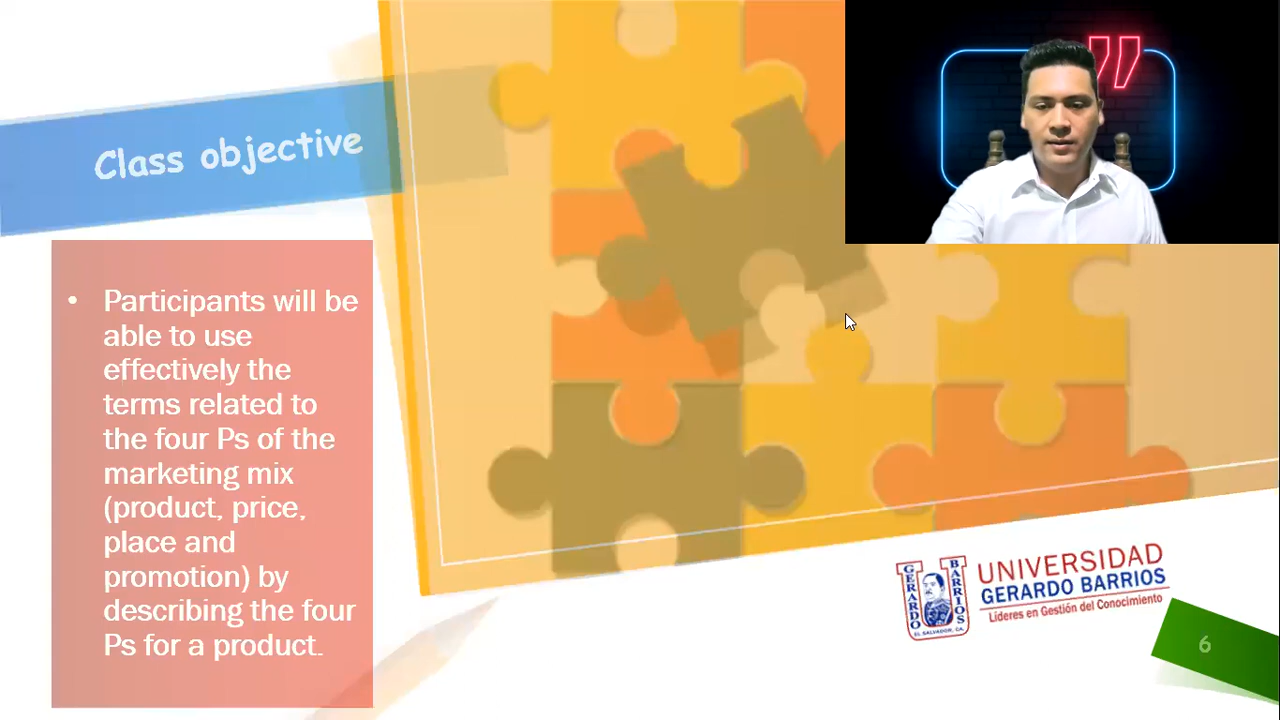 Class objective
• Participants will be
able to use
effectively the
terms related to
the four Ps of the
marketing mix
(product, price,
place and
promotion) by
describing the four
Ps for a product.
UNIVERSIDAD
GERARDO BARRIOS
Líderes en Gestión del Conocimiento
GERARDO
BARRIOS
EL SALVADOR, C.A.
6